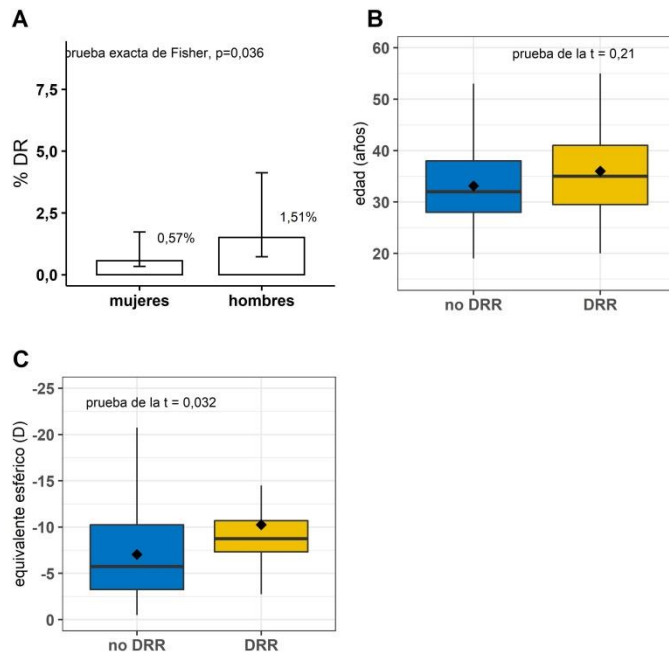 A
prueba exacta de Fisher, p=0,036
% DR
7,5
5,0
2,5
0,0
0,57%
1,51%
mujeres
hombres
B
prueba de la t = 0,21
edad (años)
60
50
40
30
20
no DRR
DRR
C
prueba de la t = 0,032
equivalente esférico (D)
-25
-20
-15
-10
-5
0
no DRR
DRR